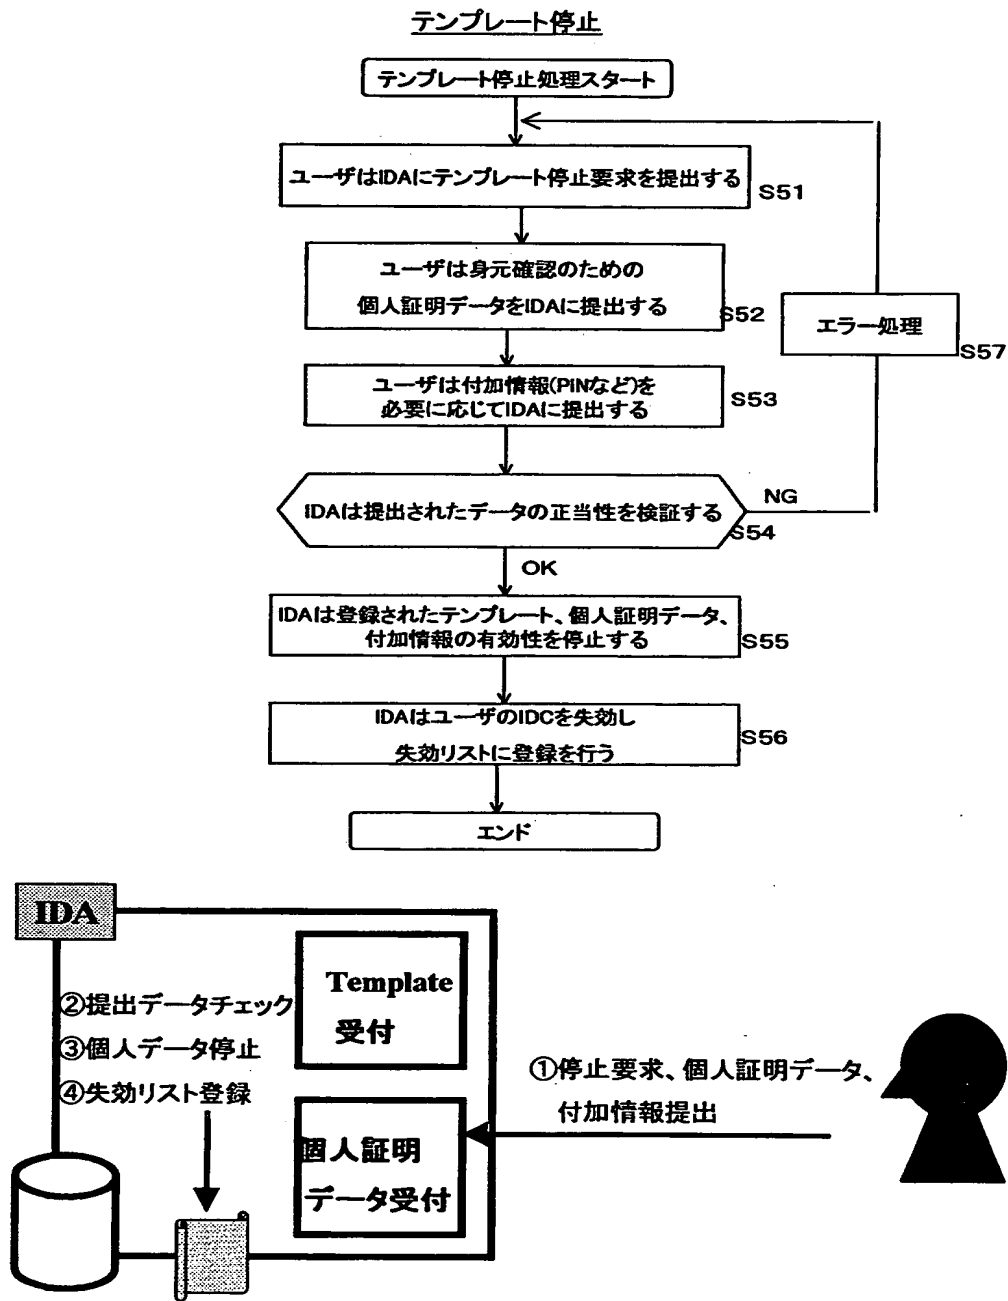 テンプレート停止
テンプレート停止処理スタート
ユーザはIDAにテンプレート停止要求を提出する
S51
ユーザは身元確認のための
個人証明データをIDAに提出する
S52
エラー処理
S57
ユーザは付加情報(PiNなど)を
必要に応じてIDAに提出する
S53
IDAは提出されたデータの正当性を検証する
NG
S54
OK
IDAは登録されたテンプレート、個人証明データ、
付加情報の有効性を停止する
S55
IDAはユーザのIDCを失効し
失効リストに登録を行う
S56
エンド
IDA
Template
受付
②提出データチェック
③個人データ停止
④失効リスト登録
①停止要求、個人証明データ、
付加情報提出
個人証明
データ受付